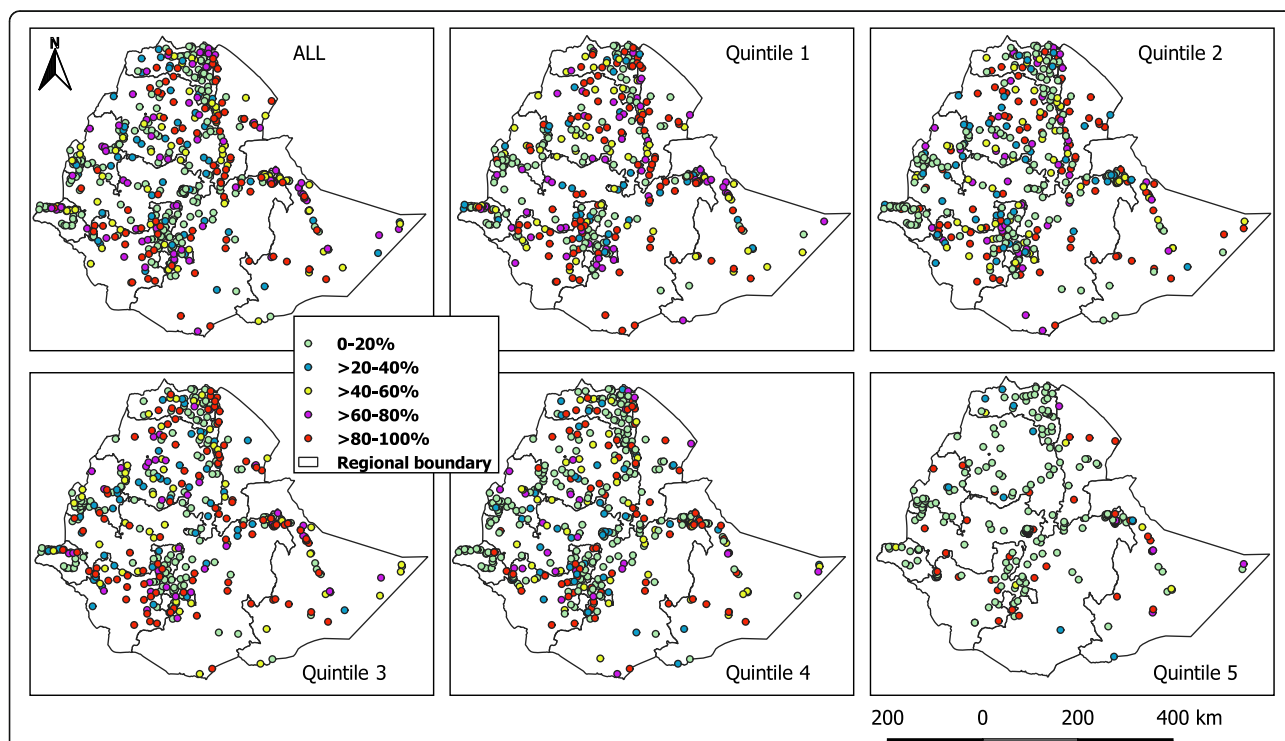 N
ALL
Quintile 1
Quintile 2
0-20%
>20-40%
>40-60%
>60-80%
>80-100%
Regional boundary
Quintile 3
Quintile 4
Quintile 5
200 0 200 400 km